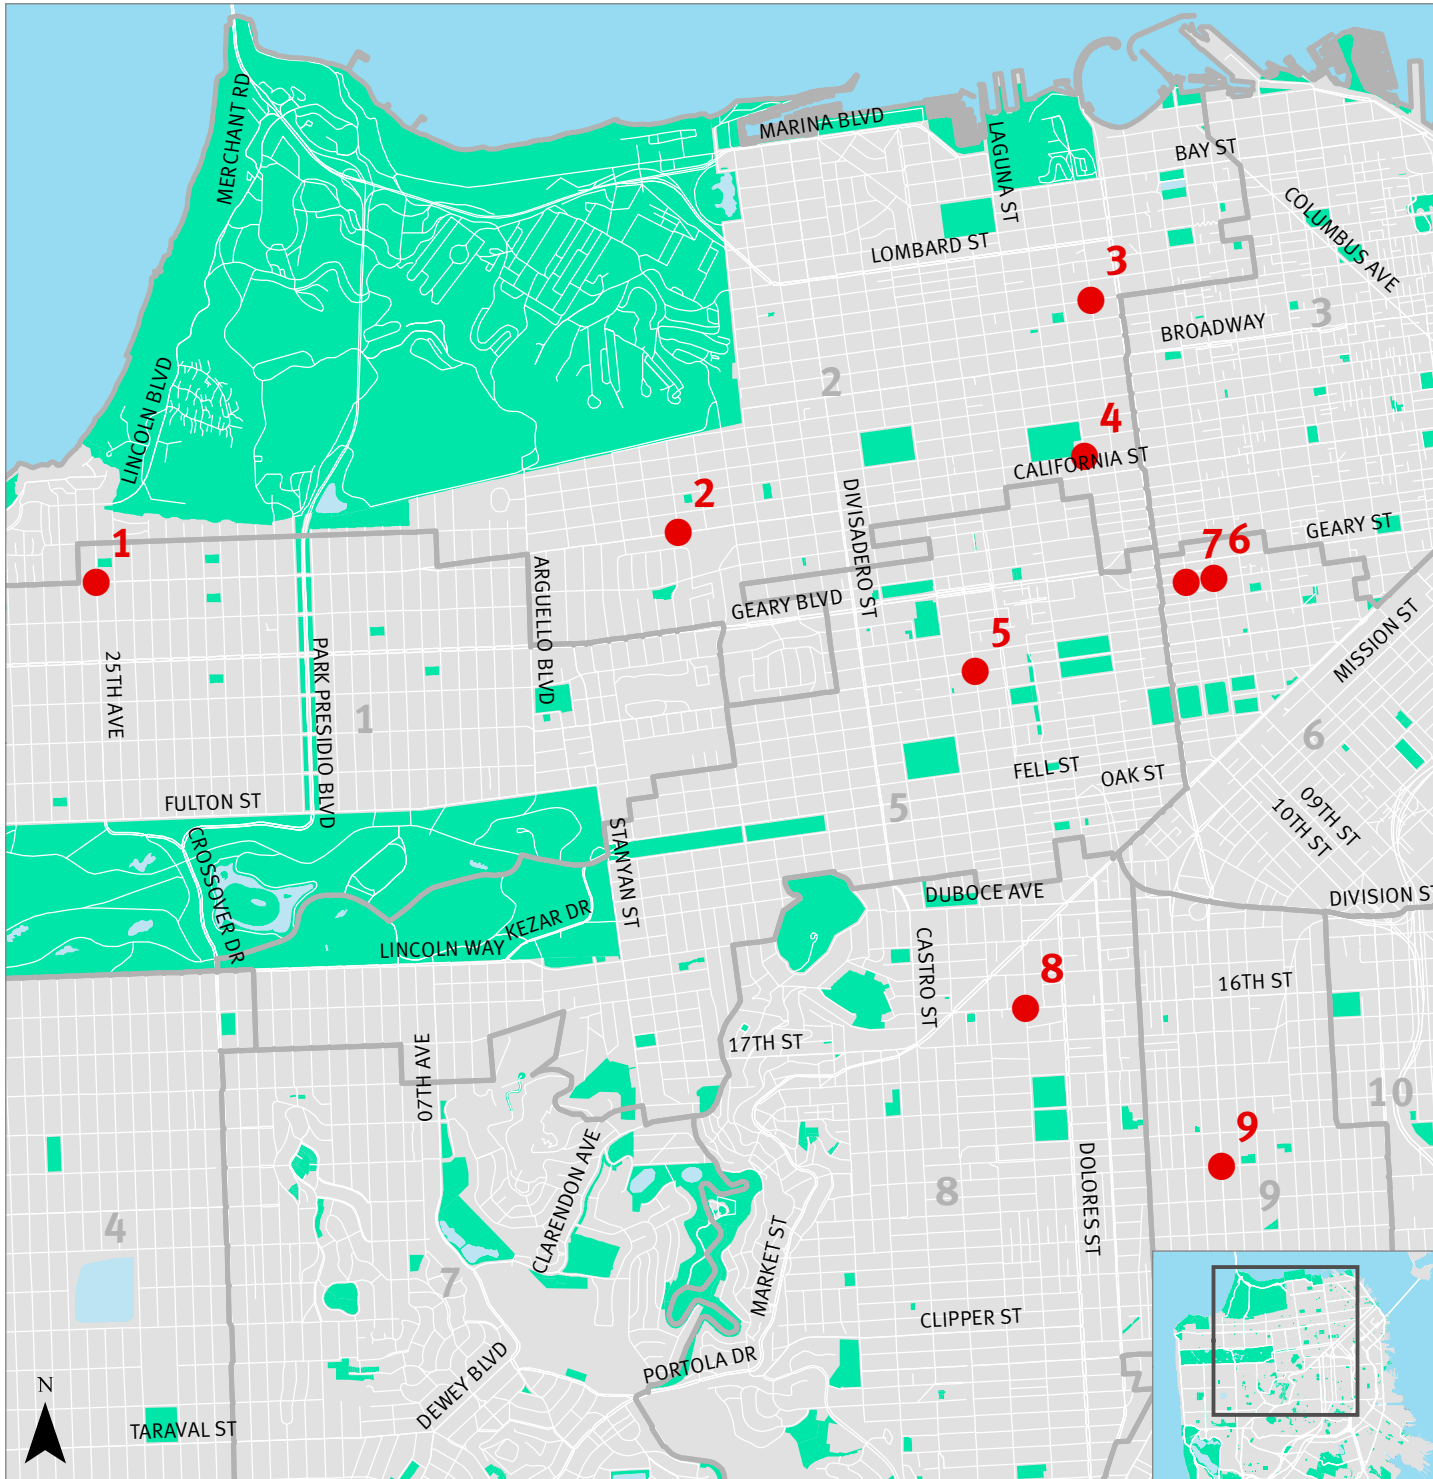 MERCHANT RD
MARINA BLVD
LAGUNA ST
BAY ST
COLUMBUS AVE
LOMBARD ST
3
3
BROADWAY
2
LINCOLN BLVD
4
CALIFORNIA ST
2
DIVISADERO ST
GEARY ST
1
7
6
ARGUELLO BLVD
GEARY BLVD
5
MISSION ST
25TH AVE
PARK PRESIDIO BLVD
1
6
FELL ST
OAK ST
FULTON ST
5
09TH ST
10TH ST
CROSSOVER DR
STANYAN ST
DUBOCE AVE
DIVISION ST
KEZAR DR
LINCOLN WAY
CASTRO ST
8
16TH ST
17TH ST
07TH AVE
10
9
CLARENDON AVE
DOLORES ST
8
9
4
MARKET ST
7
CLIPPER ST
PORTOLA DR
DEWEY BLVD
N
TARAVAL ST